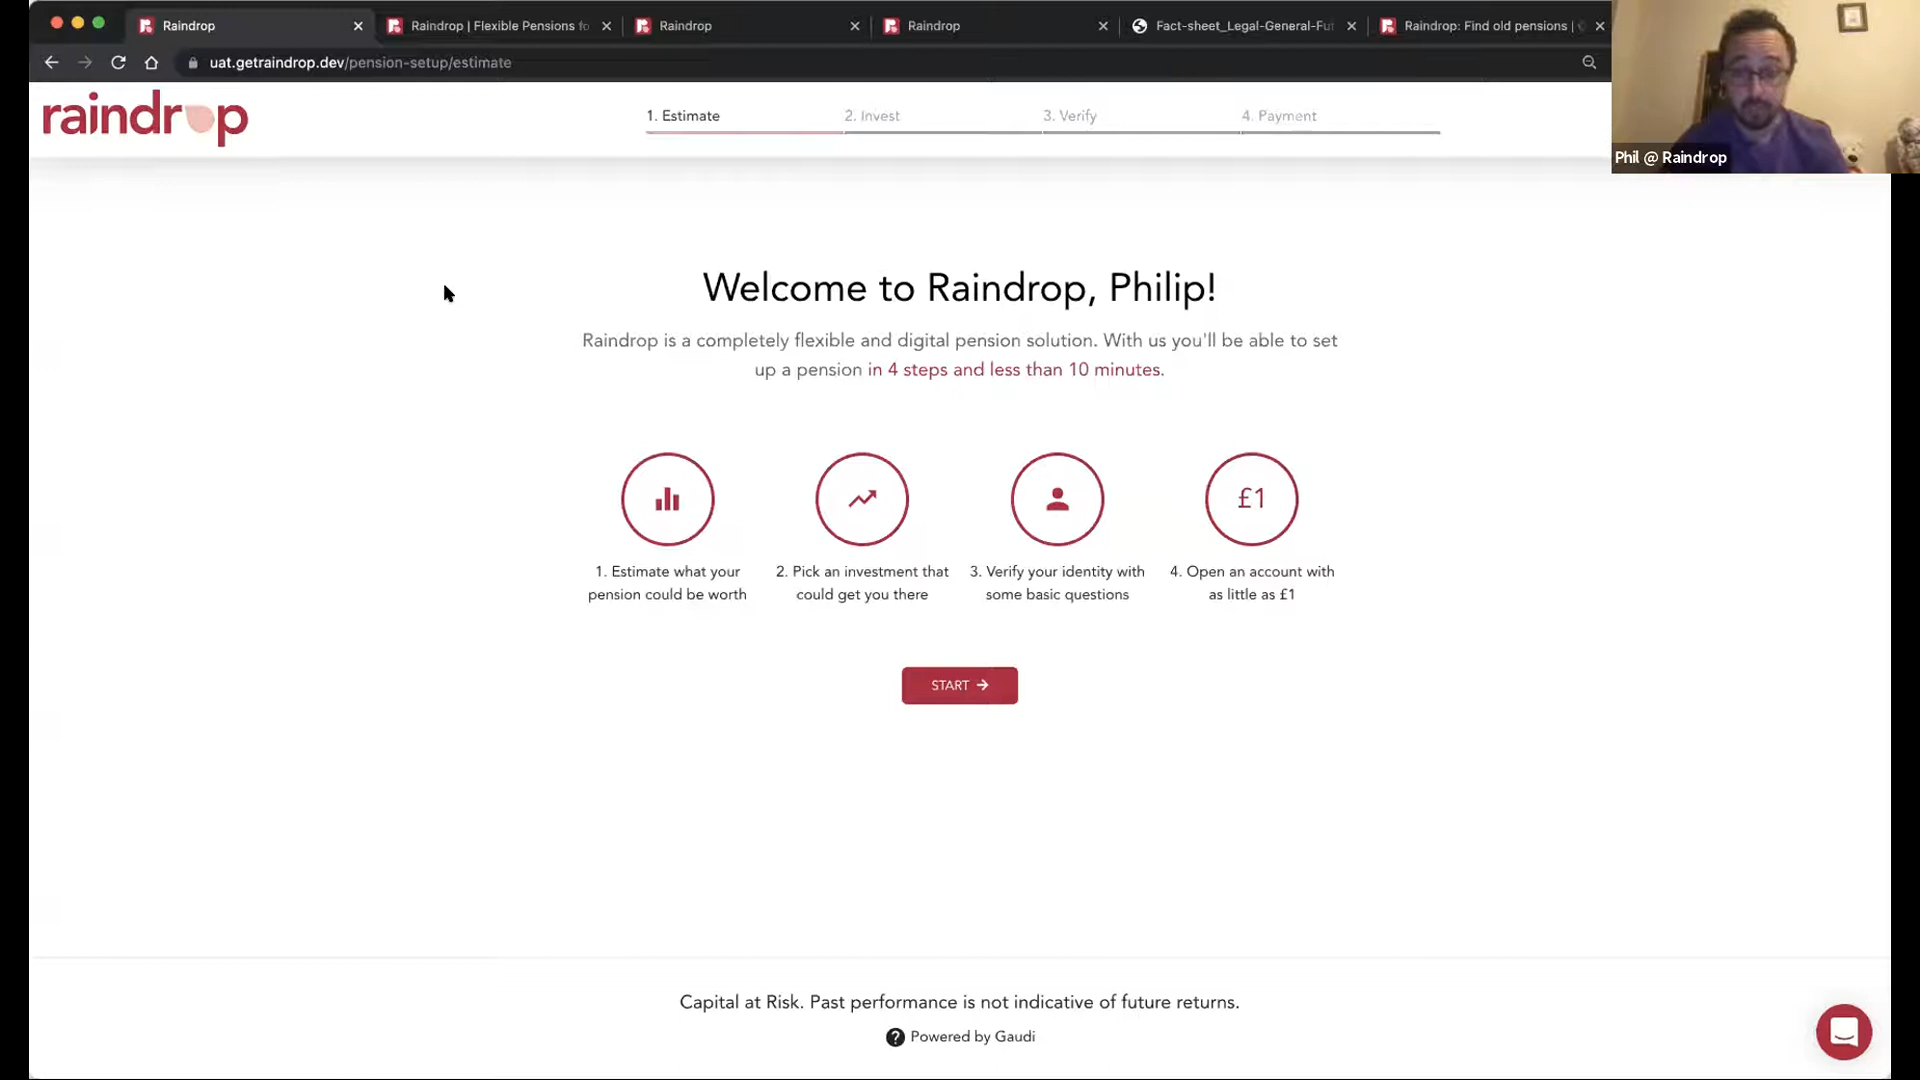 Raindrop
Raindrop | Flexible Pensions fo
Raindrop
Raindrop
Fact-sheet_Legal-General-Fut
Raindrop: Find old pensions |
uat.getraindrop.dev/pension-setup/estimate
raindrop
1. Estimate
2. Invest
3. Verify
4. Payment
Phil @ Raindrop
Welcome to Raindrop, Philip!
Raindrop is a completely flexible and digital pension solution. With us you'll be able to set
up a pension in 4 steps and less than 10 minutes.
£1
1. Estimate what your
pension could be worth
2. Pick an investment that
could get you there
3. Verify your identity with
some basic questions
4. Open an account with
as little as £1
START →
Capital at Risk. Past performance is not indicative of future returns.
? Powered by Gaudi